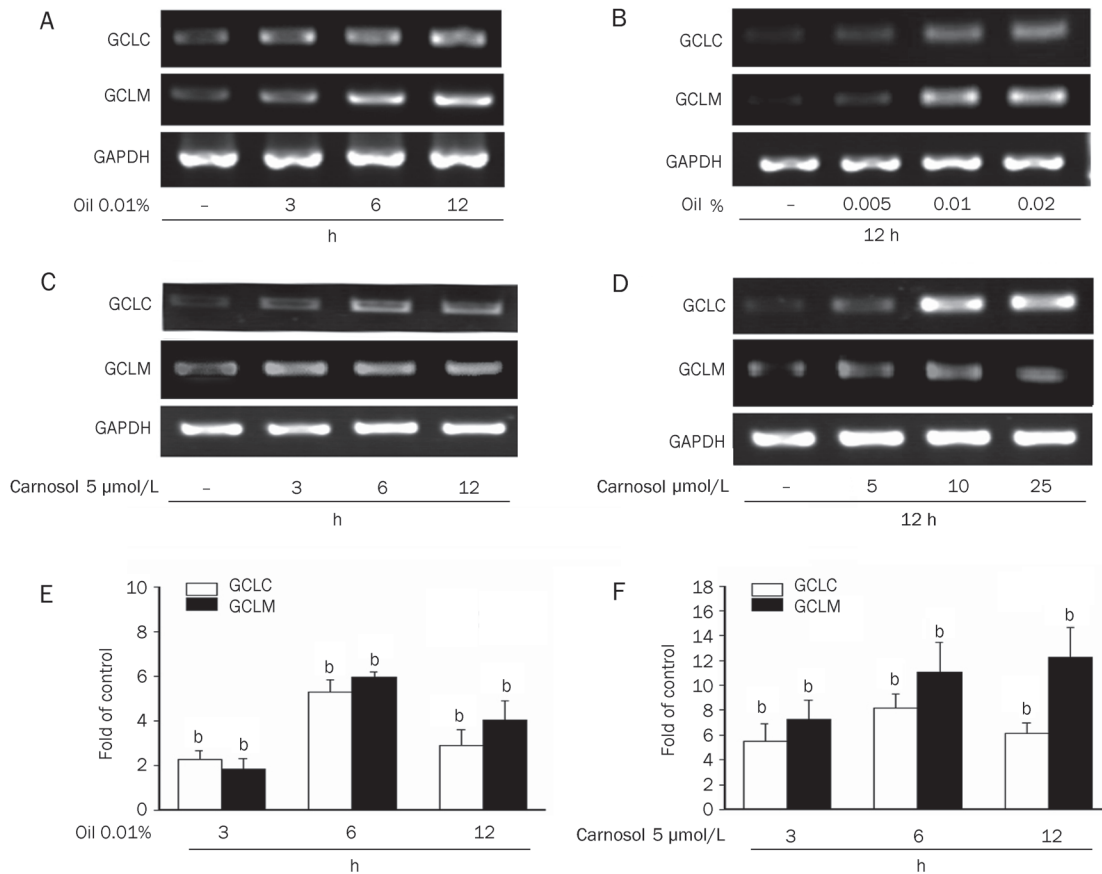 A
GCLC
GCLM
GAPDH
Oil 0.01% – 3 6 12
h
B
GCLC
GCLM
GAPDH
Oil % – 0.005 0.01 0.02
12 h
C
GCLC
GCLM
GAPDH
Carnosol 5 μmol/L – 3 6 12
h
D
GCLC
GCLM
GAPDH
Carnosol μmol/L – 5 10 25
12 h
E
GCLC
GCLM
Fold of control
10
8
6
4
2
0
b b b b b b
Oil 0.01% 3 6 12
h
F
GCLC
GCLM
Fold of control
18
16
14
12
10
8
6
4
2
0
b b b b b b
Carnosol 5 μmol/L 3 6 12
h